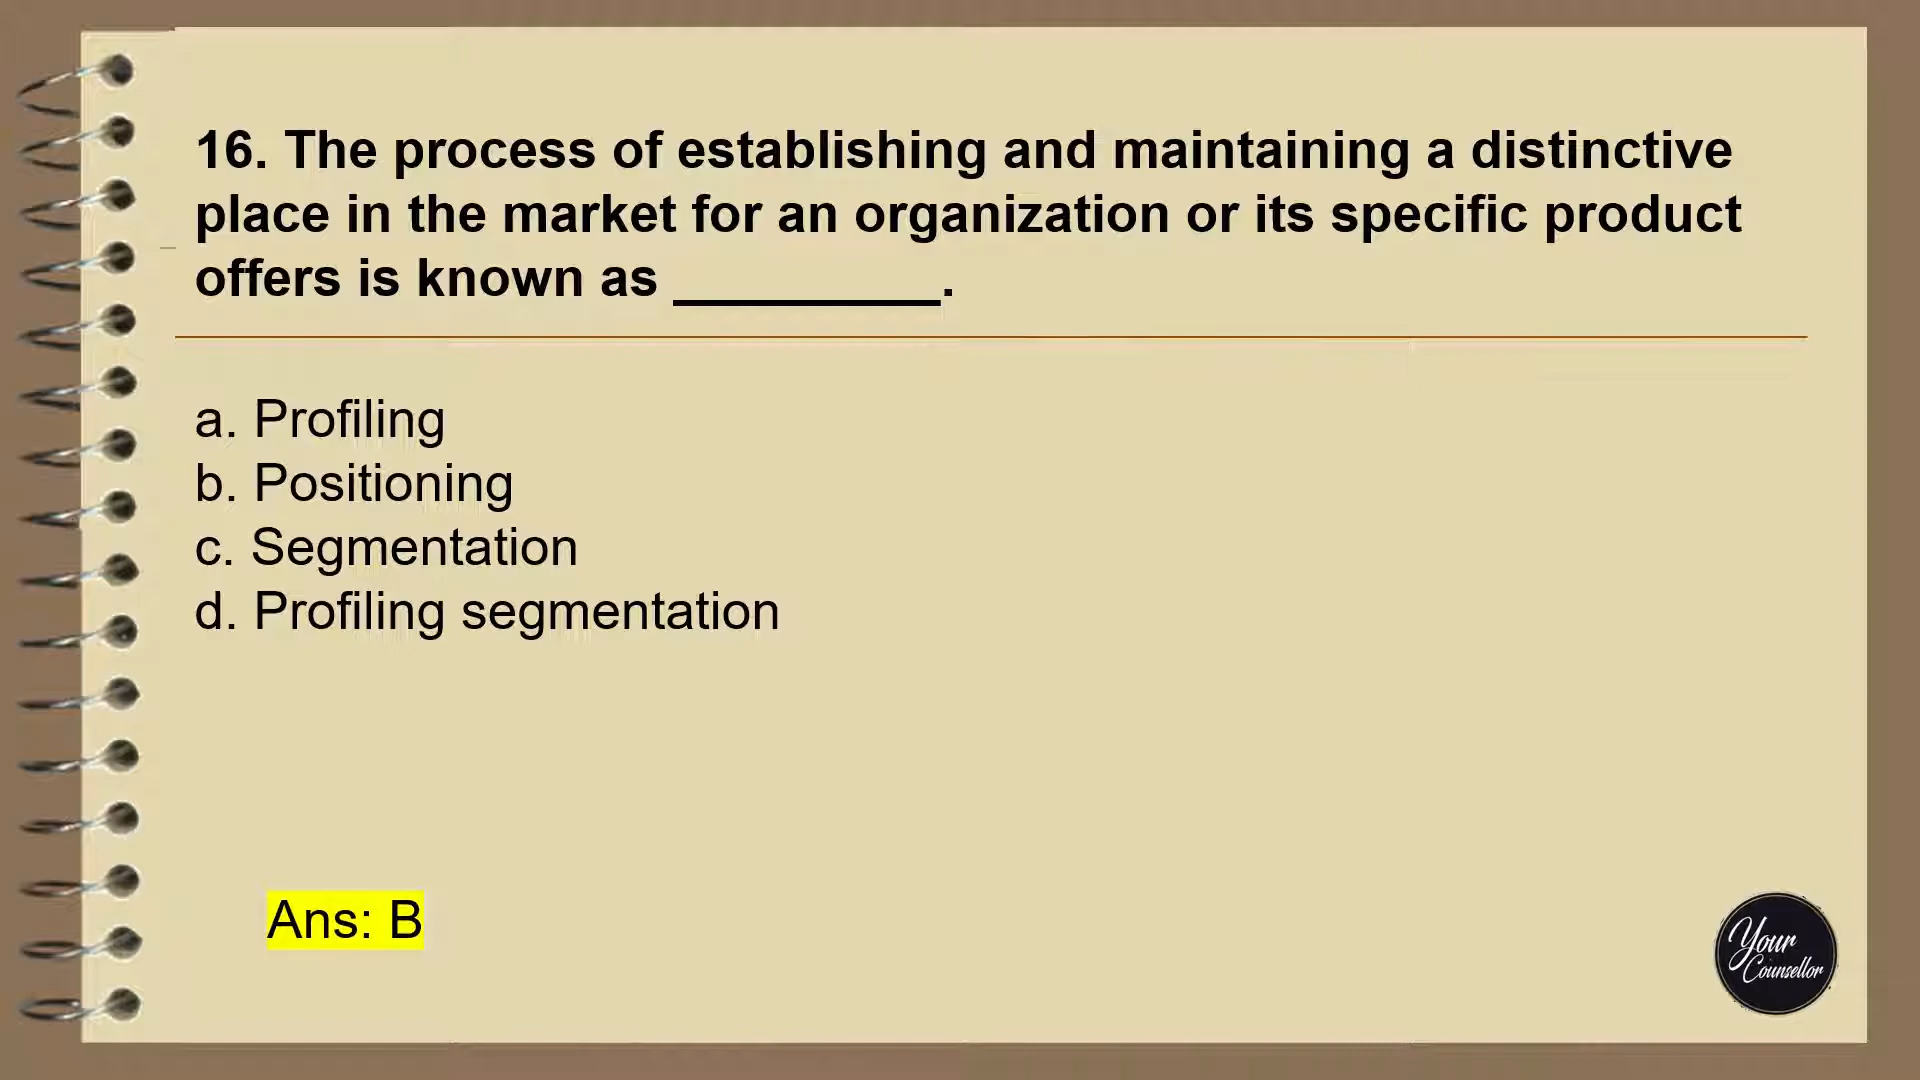 16. The process of establishing and maintaining a distinctive
place in the market for an organization or its specific product
offers is known as __________.
a. Profiling
b. Positioning
c. Segmentation
d. Profiling segmentation
Ans: B
Your
Counsellor